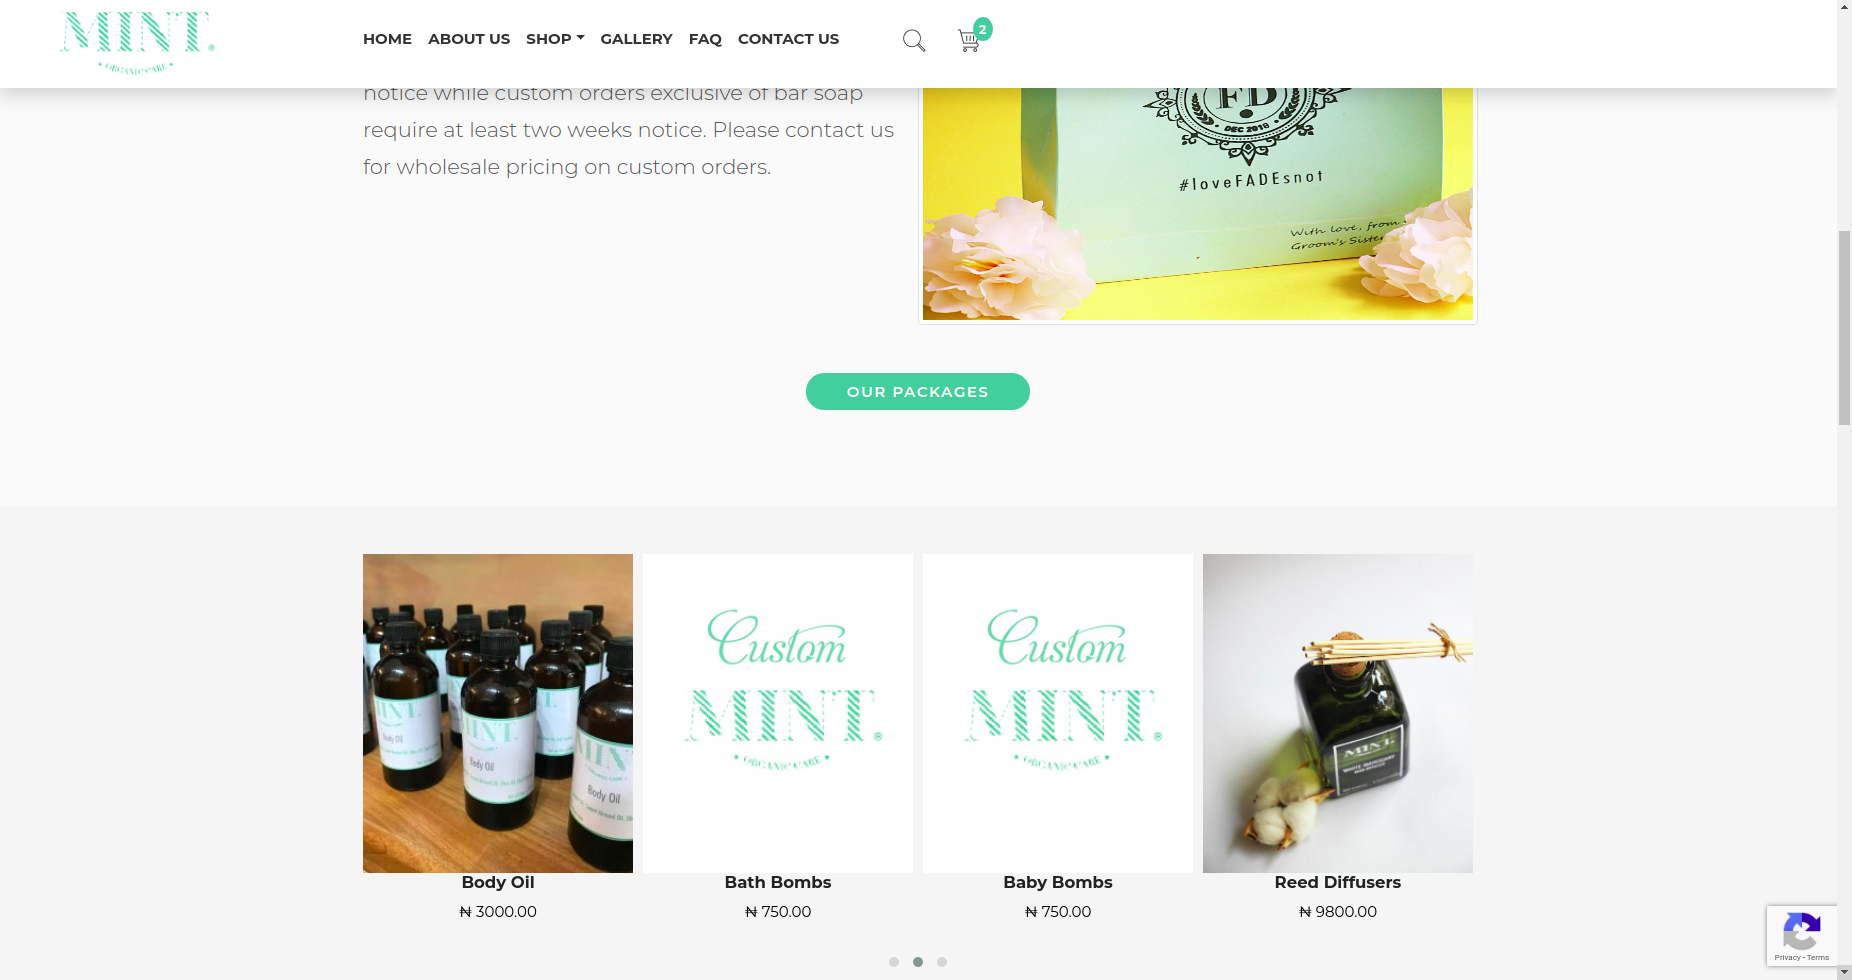 MINT.®
ORGANIC CARE
HOME ABOUT US SHOP GALLERY FAQ CONTACT US
2
notice while custom orders exclusive of bar soap
require at least two weeks notice. Please contact us
for wholesale pricing on custom orders.
FD
DEC 2018
#loveFADEsnot
With love, from
Groom's Sister
OUR PACKAGES
MINT.
Body Oil
MINT.
Body Oil
MINT
Body Oil
Custom
MINT.®
ORGANIC CARE
Custom
MINT.®
ORGANIC CARE
MINT.
WHITE MAHOGANY
Body Oil
Bath Bombs
Baby Bombs
Reed Diffusers
₦ 3000.00
₦ 750.00
₦ 750.00
₦ 9800.00
Privacy - Terms